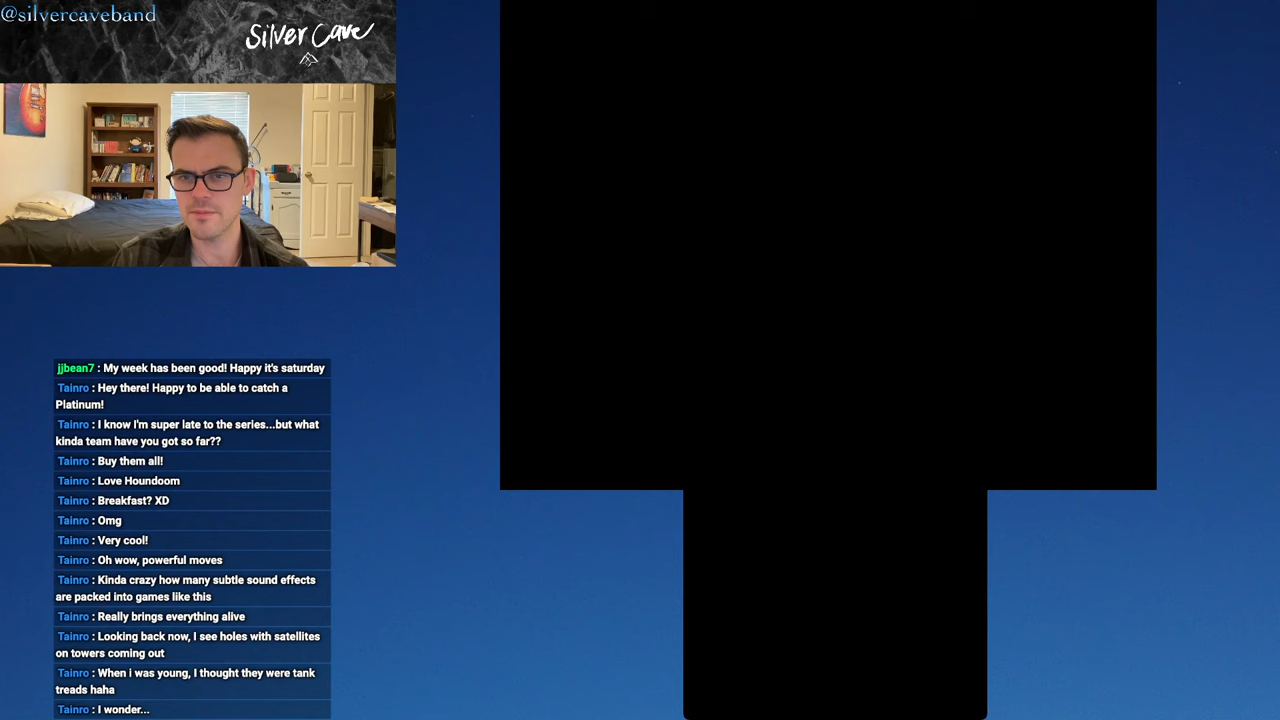 @silvercaveband
Silver Cave
jjbean7 : My week has been good! Happy it's saturday
Tainro : Hey there! Happy to be able to catch a
Platinum!
Tainro : I know I'm super late to the series...but what
kinda team have you got so far??
Tainro : Buy them all!
Tainro : Love Houndoom
Tainro : Breakfast? XD
Tainro : Omg
Tainro : Very cool!
Tainro : Oh wow, powerful moves
Tainro : Kinda crazy how many subtle sound effects
are packed into games like this
Tainro : Really brings everything alive
Tainro : Looking back now, I see holes with satellites
on towers coming out
Tainro : When i was young, I thought they were tank
treads haha
Tainro : I wonder...